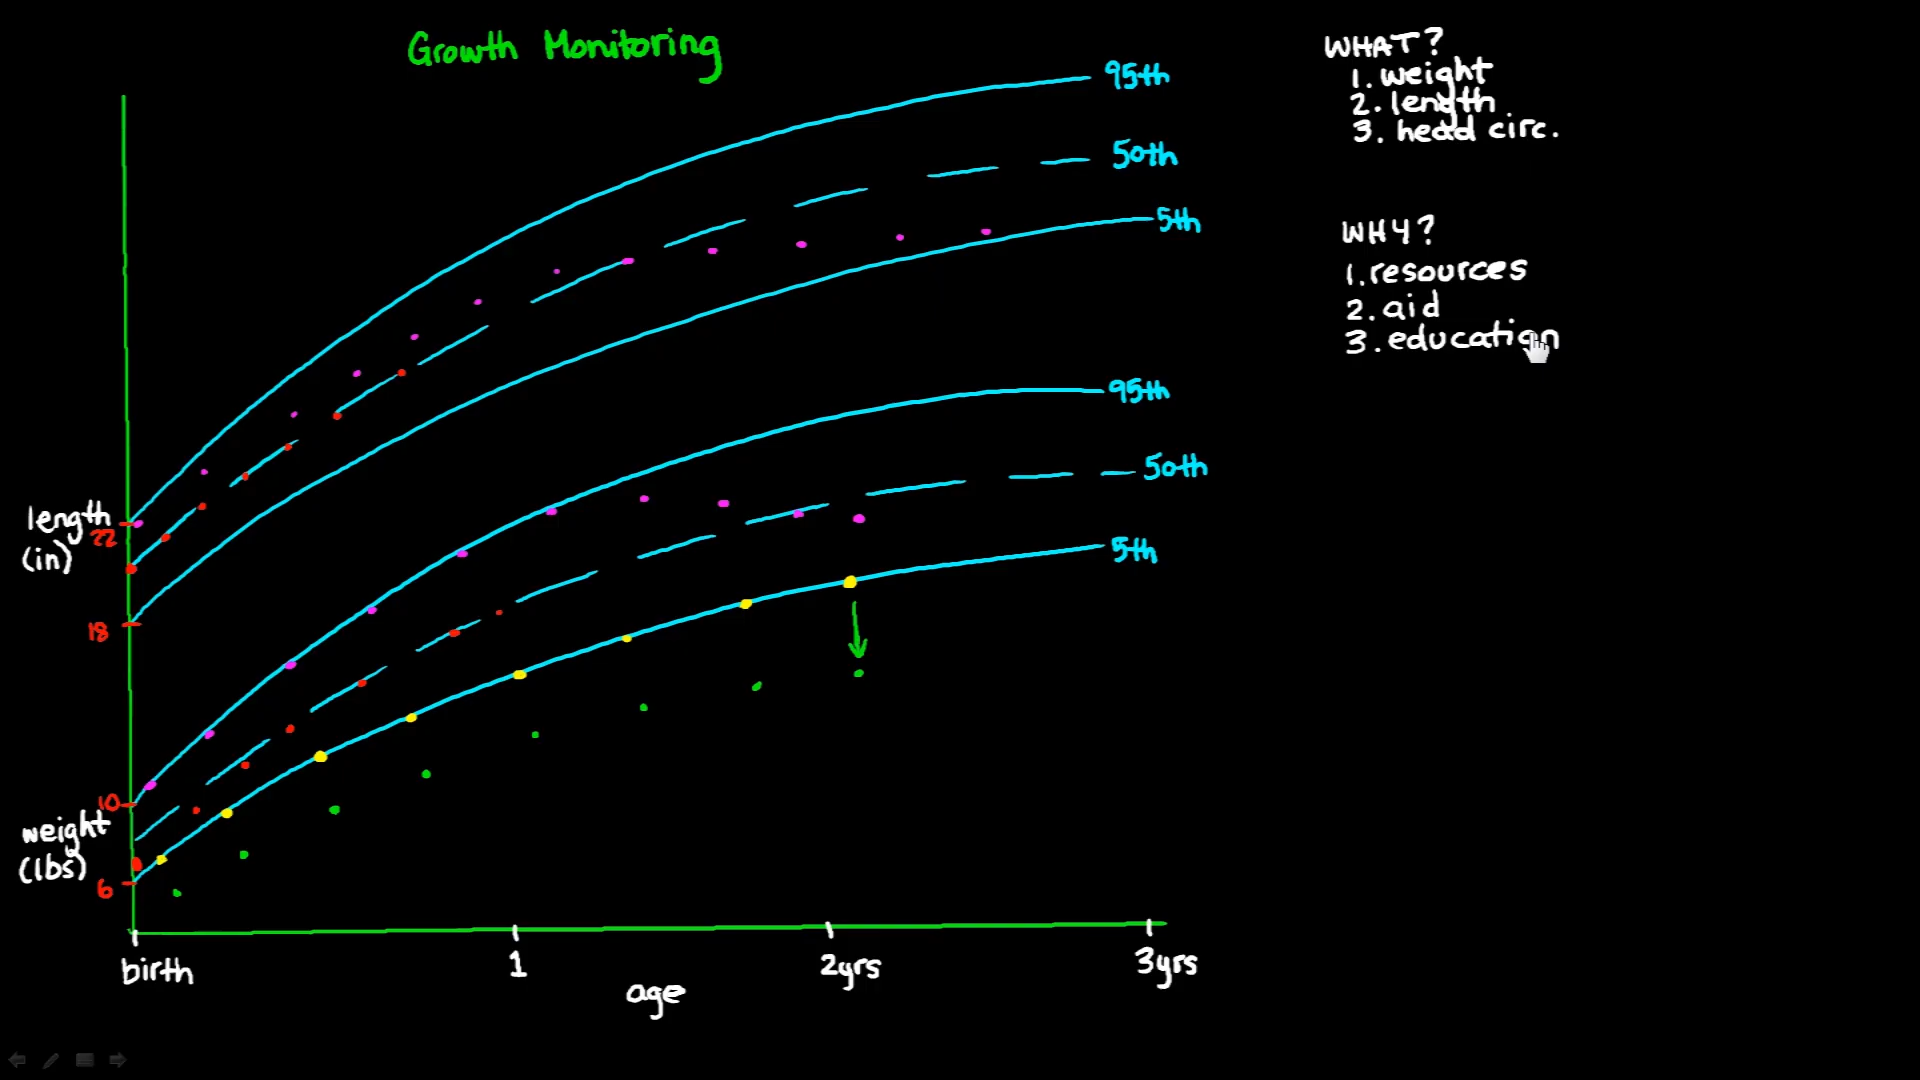 Growth Monitoring
95th
50th
5th
95th
50th
5th
length
(in)
22
18
10
weight
(lbs)
6
birth
1
2yrs
3yrs
age
WHAT?
1. weight
2. length
3. head circ.
WHY?
1. resources
2. aid
3. education